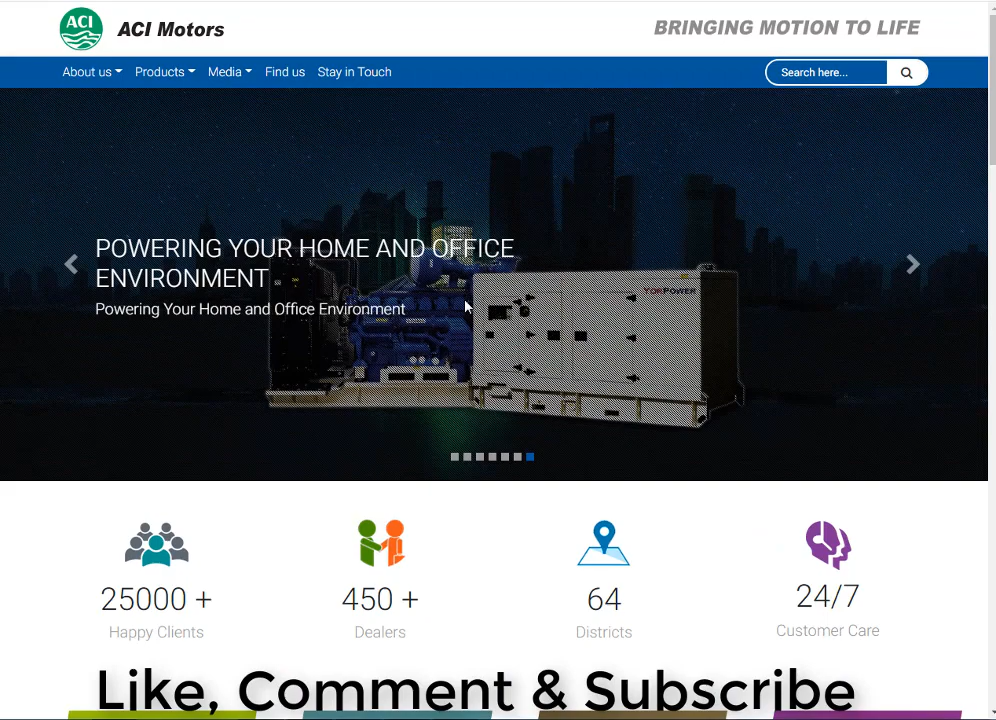 ACI
ACI Motors
BRINGING MOTION TO LIFE
About us Products Media Find us Stay in Touch
Search here...
POWERING YOUR HOME AND OFFICE
ENVIRONMENT
Powering Your Home and Office Environment
YORPOWER
25000 + 450 + 64 24/7
Happy Clients Dealers Districts Customer Care
Like, Comment & Subscribe